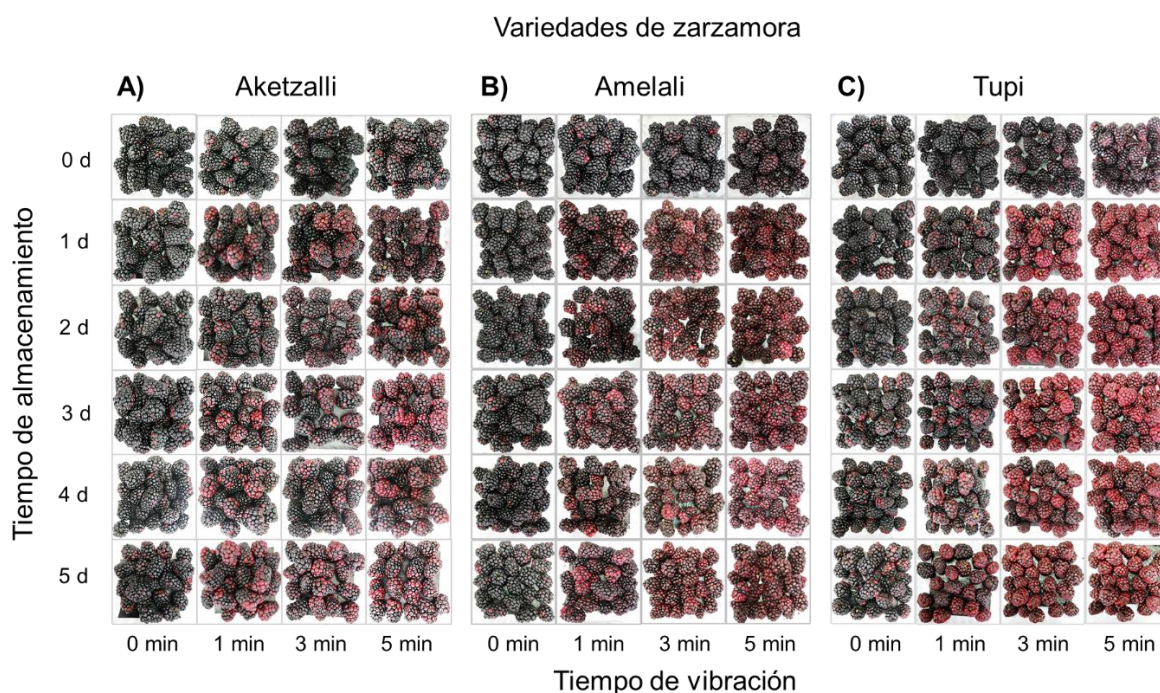 Variedades de zarzamora
A) Aketzalli
B) Amelali
C) Tupi
Tiempo de almacenamiento
0 d
1 d
2 d
3 d
4 d
5 d
0 min 1 min 3 min 5 min
0 min 1 min 3 min 5 min
0 min 1 min 3 min 5 min
Tiempo de vibración